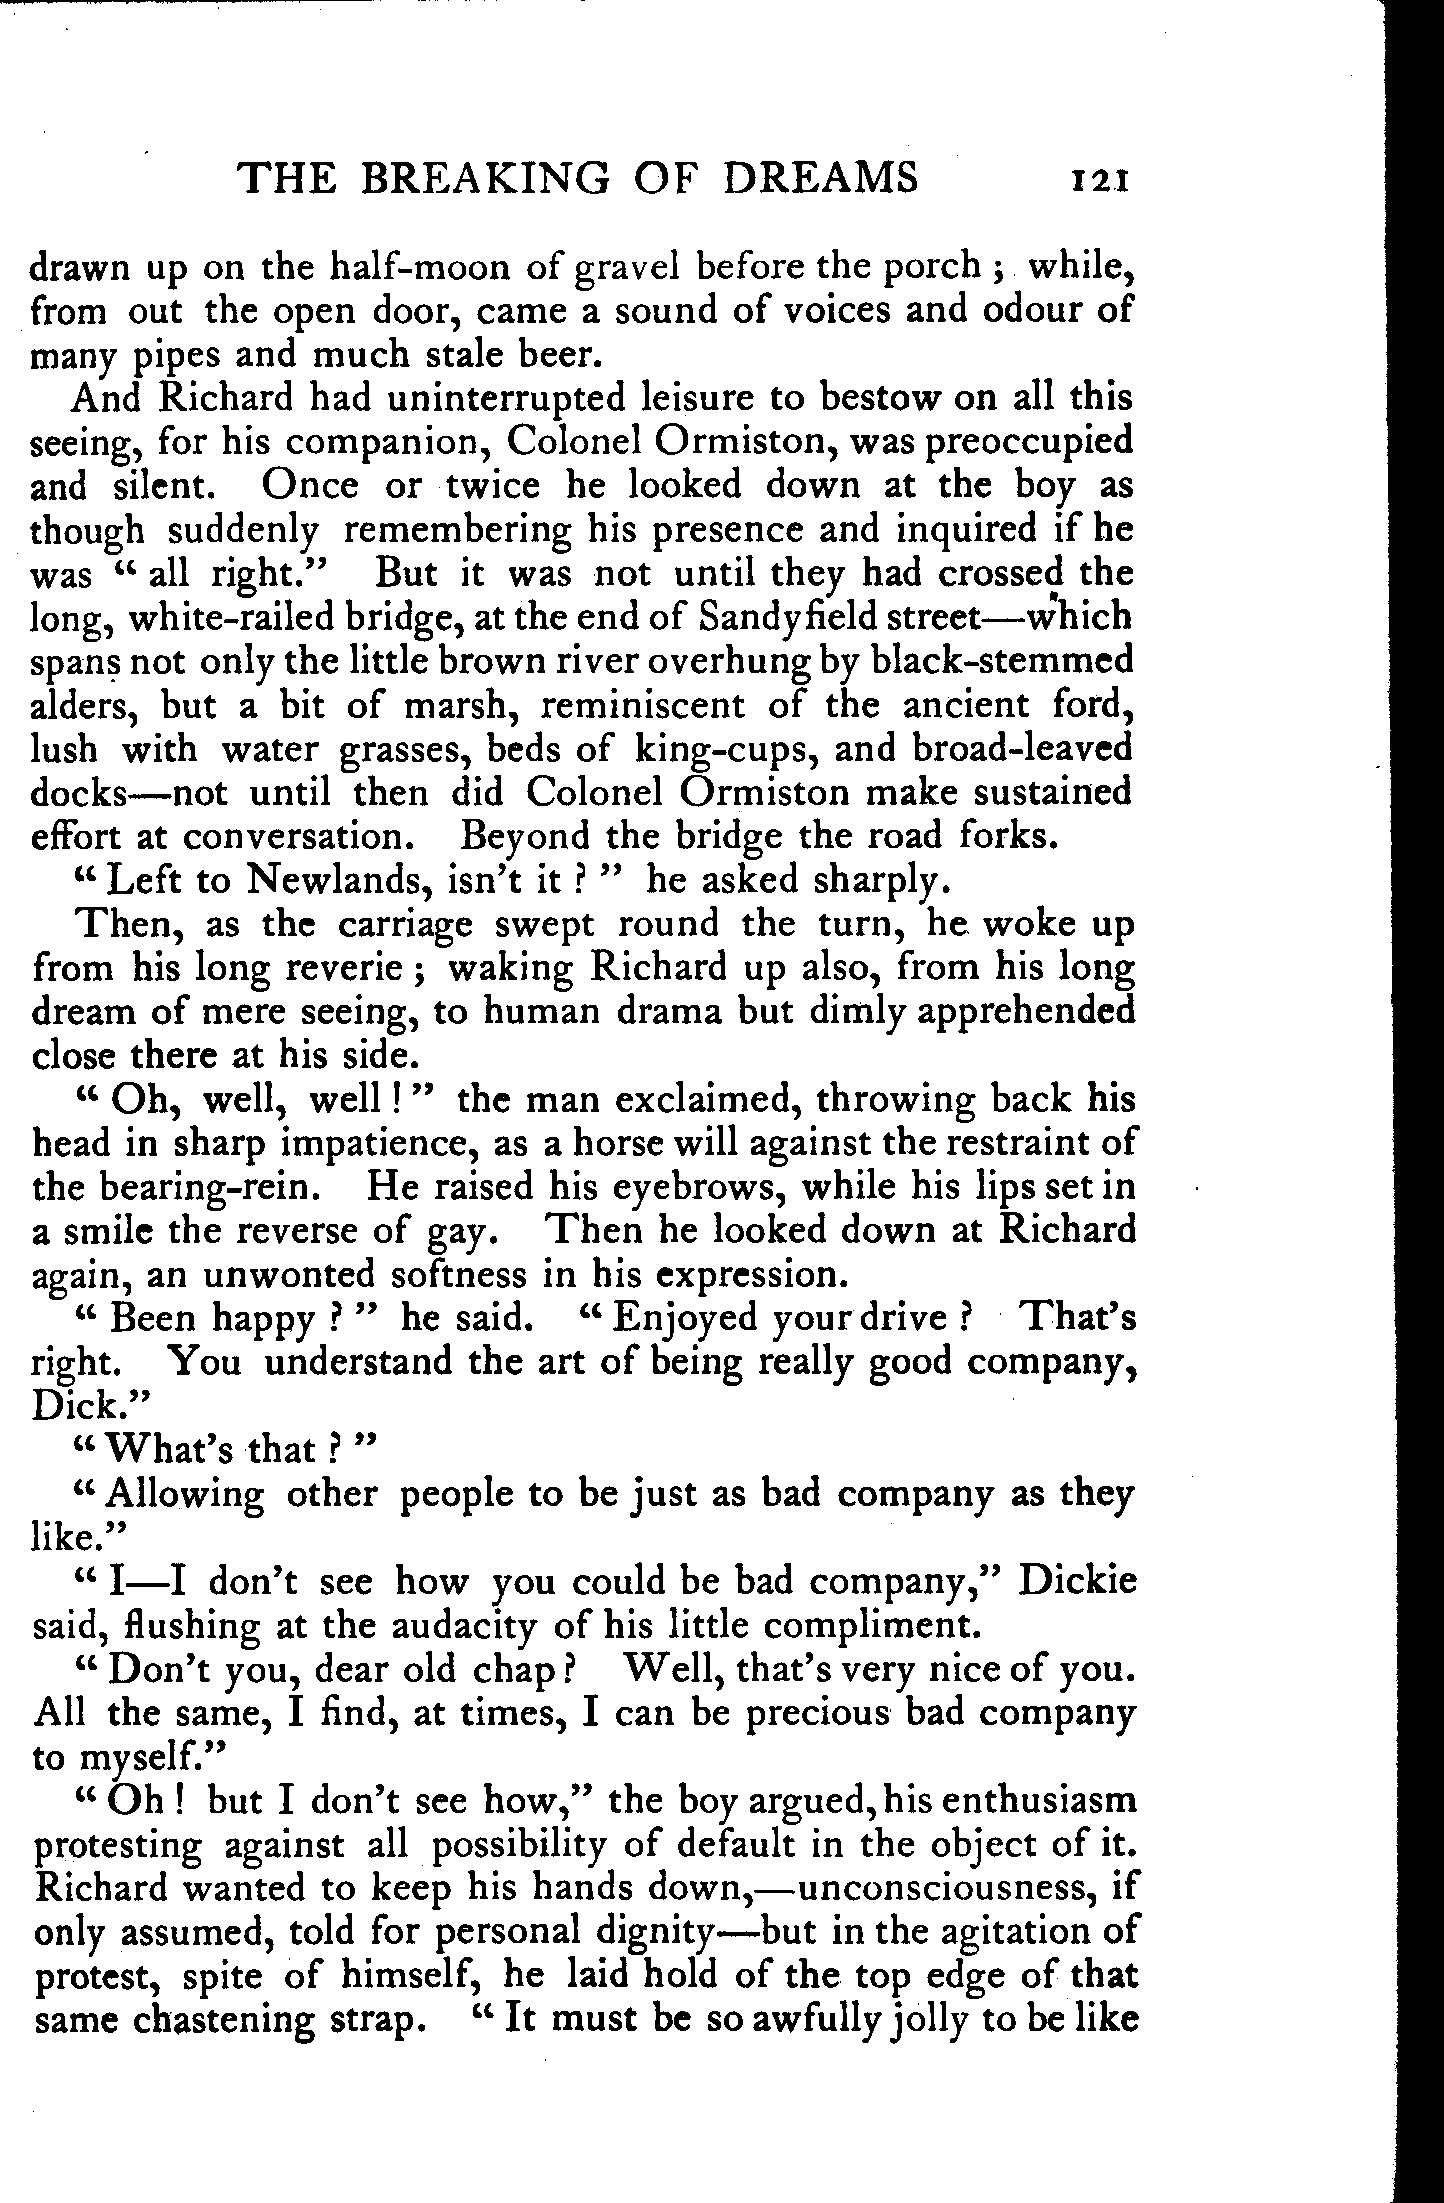 THE BREAKING OF DREAMS 121
drawn up on the half-moon of gravel before the porch ; while,
from out the open door, came a sound of voices and odour of
many pipes and much stale beer.
And Richard had uninterrupted leisure to bestow on all this
seeing, for his companion, Colonel Ormiston, was preoccupied
and silent. Once or twice he looked down at the boy as
though suddenly remembering his presence and inquired if he
was “ all right.” But it was not until they had crossed the
long, white-railed bridge, at the end of Sandyfield street—which
spans not only the little brown river overhung by black-stemmed
alders, but a bit of marsh, reminiscent of the ancient ford,
lush with water grasses, beds of king-cups, and broad-leaved
docks—not until then did Colonel Ormiston make sustained
effort at conversation. Beyond the bridge the road forks.
“ Left to Newlands, isn’t it ? ” he asked sharply.
Then, as the carriage swept round the turn, he woke up
from his long reverie ; waking Richard up also, from his long
dream of mere seeing, to human drama but dimly apprehended
close there at his side.
“ Oh, well, well ! ” the man exclaimed, throwing back his
head in sharp impatience, as a horse will against the restraint of
the bearing-rein. He raised his eyebrows, while his lips set in
a smile the reverse of gay. Then he looked down at Richard
again, an unwonted softness in his expression.
“ Been happy ? ” he said. “ Enjoyed your drive ? That’s
right. You understand the art of being really good company,
Dick.”
“ What’s that ? ”
“ Allowing other people to be just as bad company as they
like.”
“ I—I don’t see how you could be bad company,” Dickie
said, flushing at the audacity of his little compliment.
“ Don’t you, dear old chap ? Well, that’s very nice of you.
All the same, I find, at times, I can be precious bad company
to myself.”
“ Oh ! but I don’t see how,” the boy argued, his enthusiasm
protesting against all possibility of default in the object of it.
Richard wanted to keep his hands down,—unconsciousness, if
only assumed, told for personal dignity—but in the agitation of
protest, spite of himself, he laid hold of the top edge of that
same chastening strap. “ It must be so awfully jolly to be like